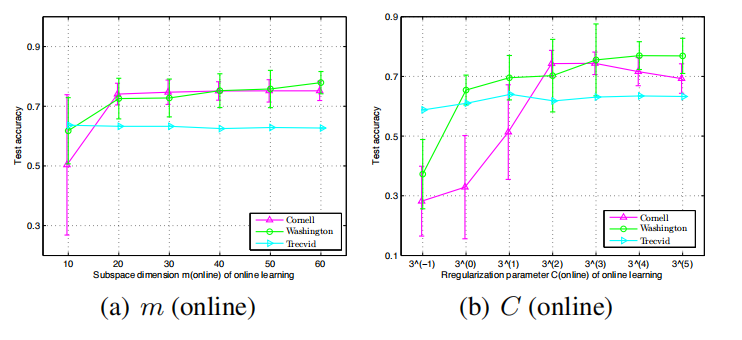 0.9
0.7
0.5
0.3
Test accuracy
10 20 30 40 50 60
Subspace dimension m(online) of online learning
Cornell
Washington
Trecvid
(a) m (online)
0.9
0.7
0.5
0.3
0.1
Test accuracy
3^(−1) 3^(0) 3^(1) 3^(2) 3^(3) 3^(4) 3^(5)
Rregularization parameter C(online) of online learning
Cornell
Washington
Trecvid
(b) C (online)